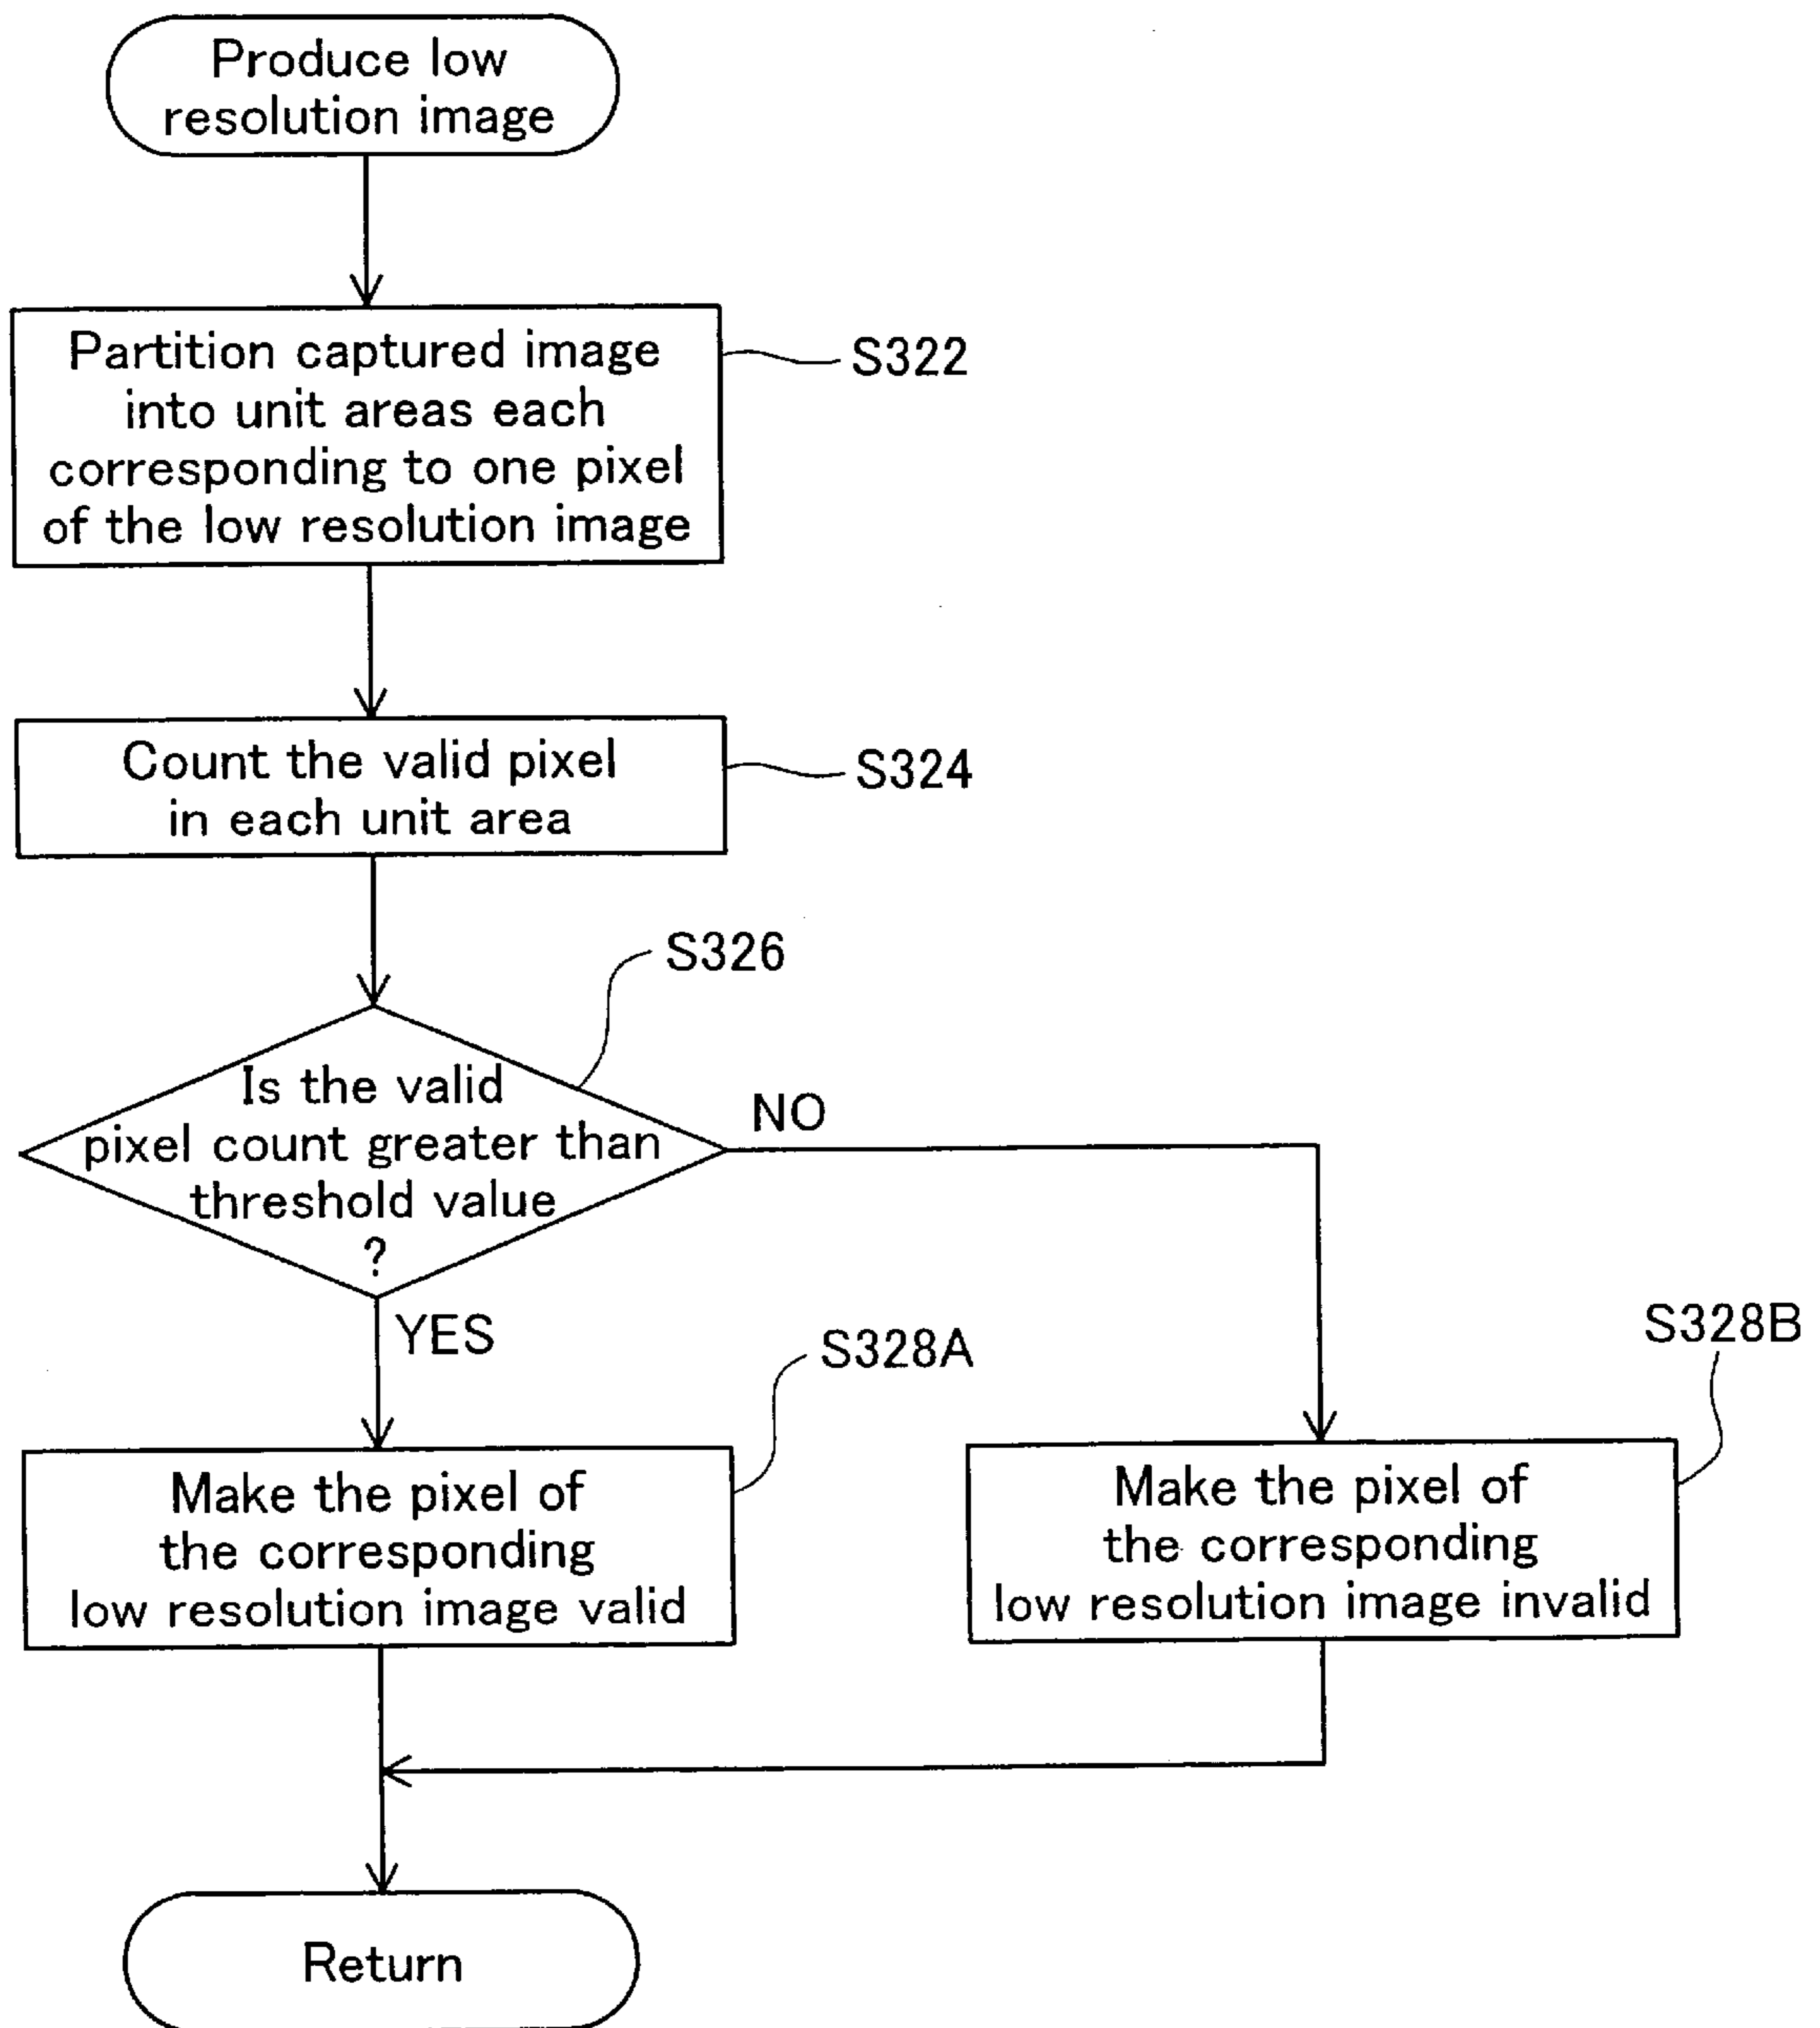 Produce low
resolution image
Partition captured image
into unit areas each
corresponding to one pixel
of the low resolution image
S322
Count the valid pixel
in each unit area
S324
S326
Is the valid
pixel count greater than
threshold value
?
NO
YES
S328A
S328B
Make the pixel of
the corresponding
low resolution image valid
Make the pixel of
the corresponding
low resolution image invalid
Return